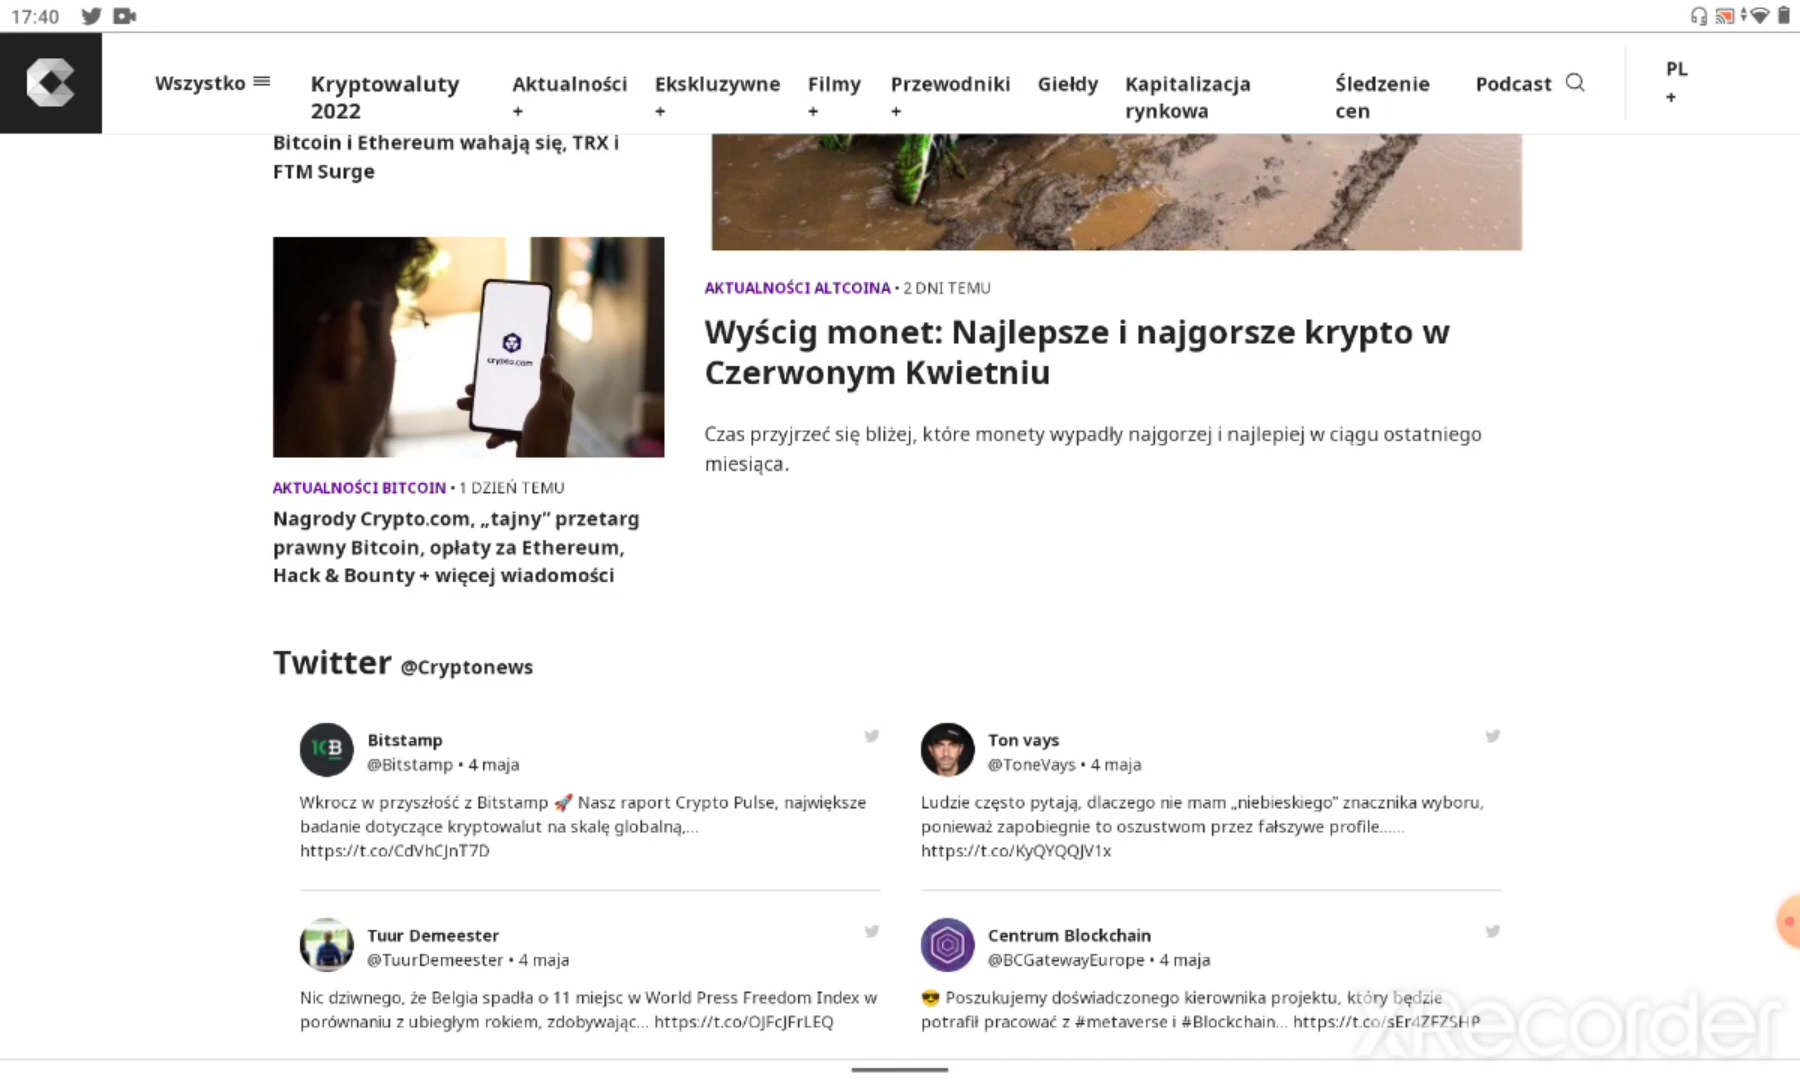 17:40
Wszystko
Kryptowaluty
2022
Aktualności
+
Ekskluzywne
+
Filmy
+
Przewodniki
+
Giełdy
Kapitalizacja
rynkowa
Śledzenie
cen
Podcast
PL
+
Bitcoin i Ethereum wahają się, TRX i
FTM Surge
crypto.com
AKTUALNOŚCI BITCOIN • 1 DZIEŃ TEMU
Nagrody Crypto.com, „tajny” przetarg
prawny Bitcoin, opłaty za Ethereum,
Hack & Bounty + więcej wiadomości
AKTUALNOŚCI ALTCOINA • 2 DNI TEMU
Wyścig monet: Najlepsze i najgorsze krypto w
Czerwonym Kwietniu
Czas przyjrzeć się bliżej, które monety wypadły najgorzej i najlepiej w ciągu ostatniego
miesiąca.
Twitter @Cryptonews
Bitstamp
@Bitstamp • 4 maja
Wkrocz w przyszłość z Bitstamp 🚀 Nasz raport Crypto Pulse, największe
badanie dotyczące kryptowalut na skalę globalną,...
https://t.co/CdVhCJnT7D
Ton vays
@ToneVays • 4 maja
Ludzie często pytają, dlaczego nie mam „niebieskiego” znacznika wyboru,
ponieważ zapobiegnie to oszustwom przez fałszywe profile......
https://t.co/KyQYQQJV1x
Tuur Demeester
@TuurDemeester • 4 maja
Nic dziwnego, że Belgia spadła o 11 miejsc w World Press Freedom Index w
porównaniu z ubiegłym rokiem, zdobywając... https://t.co/OJFcJFrLEQ
Centrum Blockchain
@BCGatewayEurope • 4 maja
😎 Poszukujemy doświadczonego kierownika projektu, który będzie
potrafił pracować z #metaverse i #Blockchain... https://t.co/sEr4ZFZSHP
XRecorder